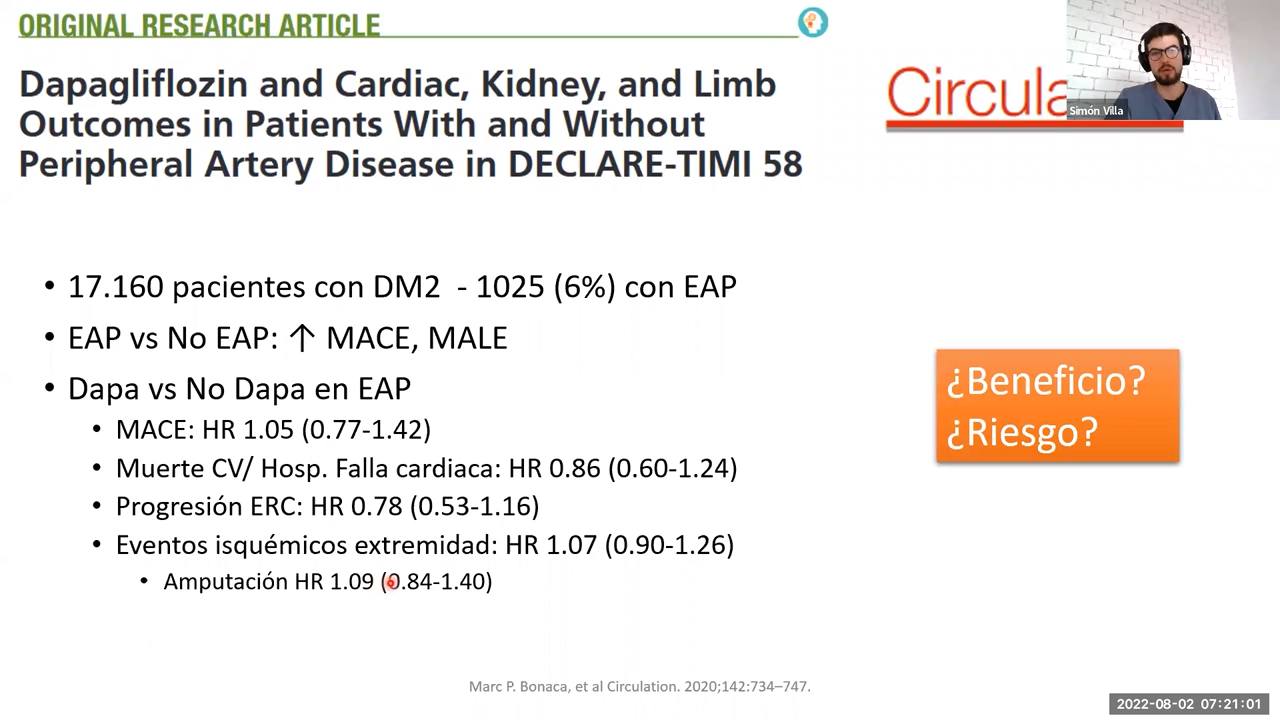 ORIGINAL RESEARCH ARTICLE
Dapagliflozin and Cardiac, Kidney, and Limb
Outcomes in Patients With and Without
Peripheral Artery Disease in DECLARE-TIMI 58
Circula
Simón Villa
• 17.160 pacientes con DM2 - 1025 (6%) con EAP
• EAP vs No EAP: ↑ MACE, MALE
• Dapa vs No Dapa en EAP
• MACE: HR 1.05 (0.77-1.42)
• Muerte CV/ Hosp. Falla cardiaca: HR 0.86 (0.60-1.24)
• Progresión ERC: HR 0.78 (0.53-1.16)
• Eventos isquémicos extremidad: HR 1.07 (0.90-1.26)
• Amputación HR 1.09 (0.84-1.40)
¿Beneficio?
¿Riesgo?
Marc P. Bonaca, et al Circulation. 2020;142:734–747.
2022-08-02 07:21:01